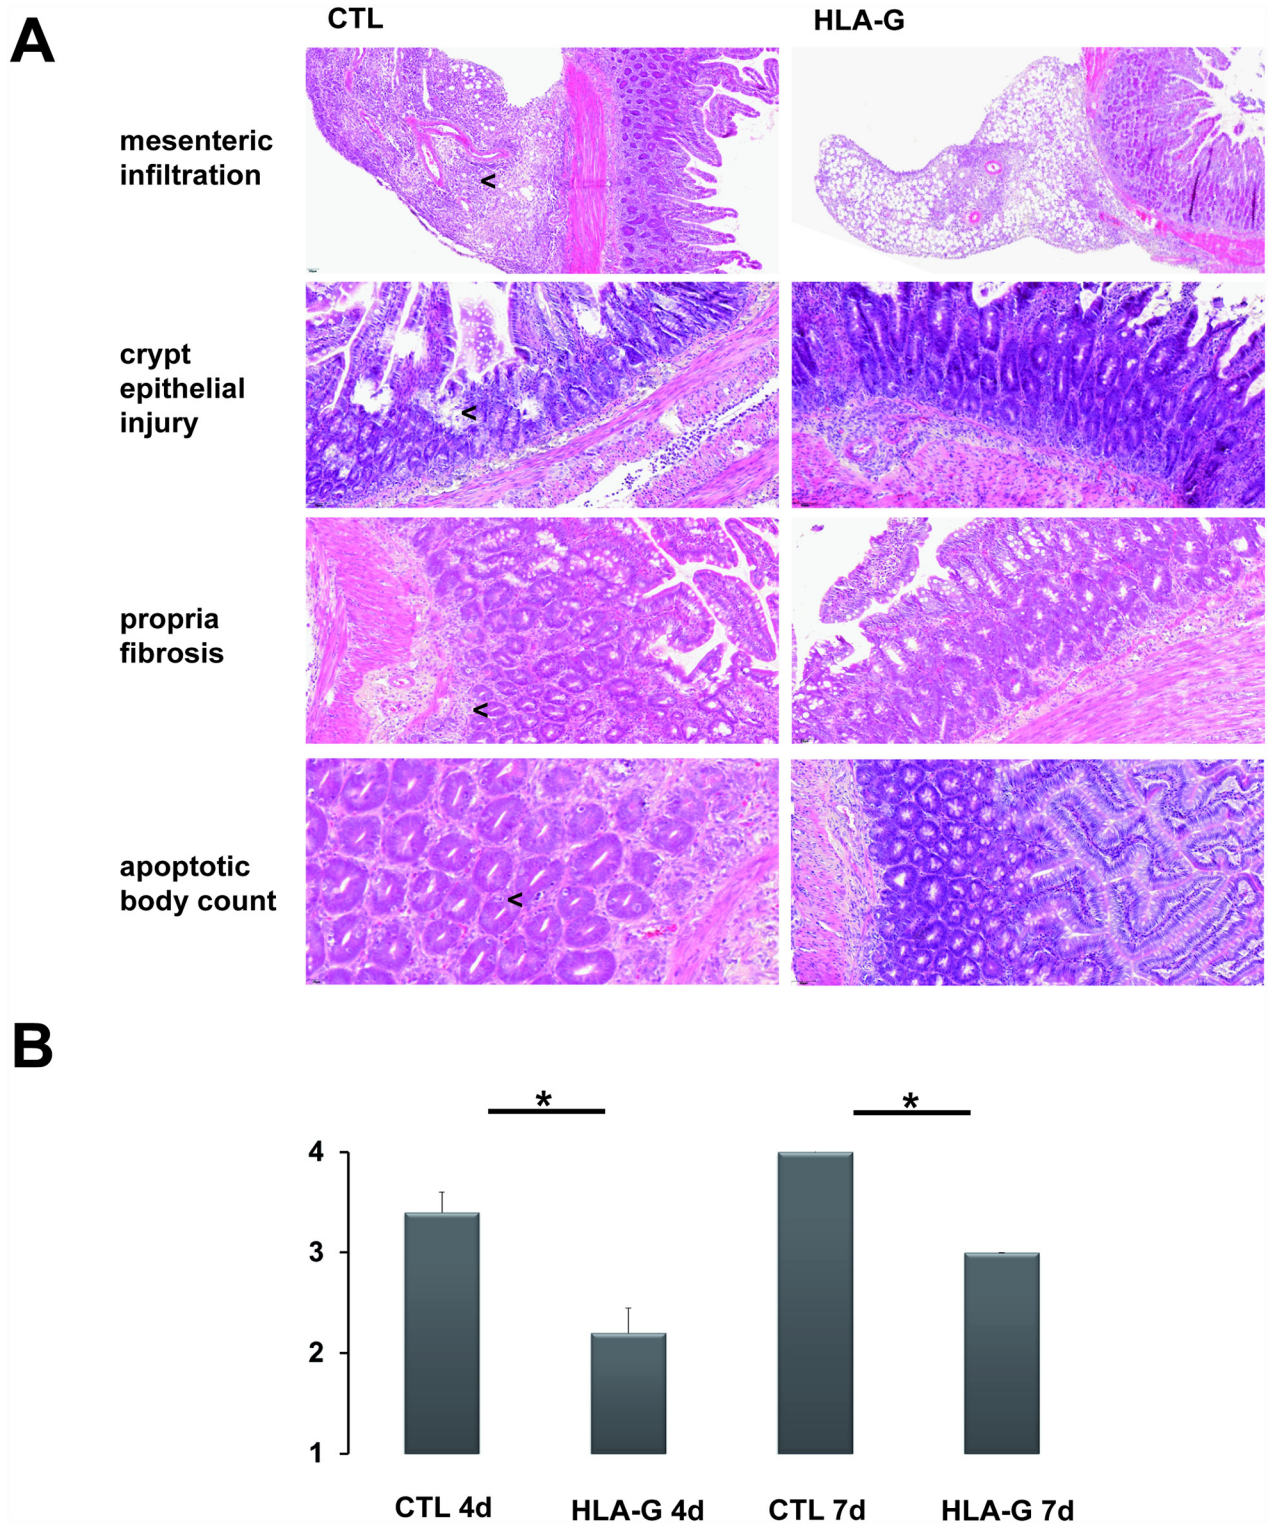 A
CTL
HLA-G
mesenteric
infiltration
<
crypt
epithelial
injury
<
propria
fibrosis
<
apoptotic
body count
<
B
*
*
4
3
2
1
CTL 4d
HLA-G 4d
CTL 7d
HLA-G 7d